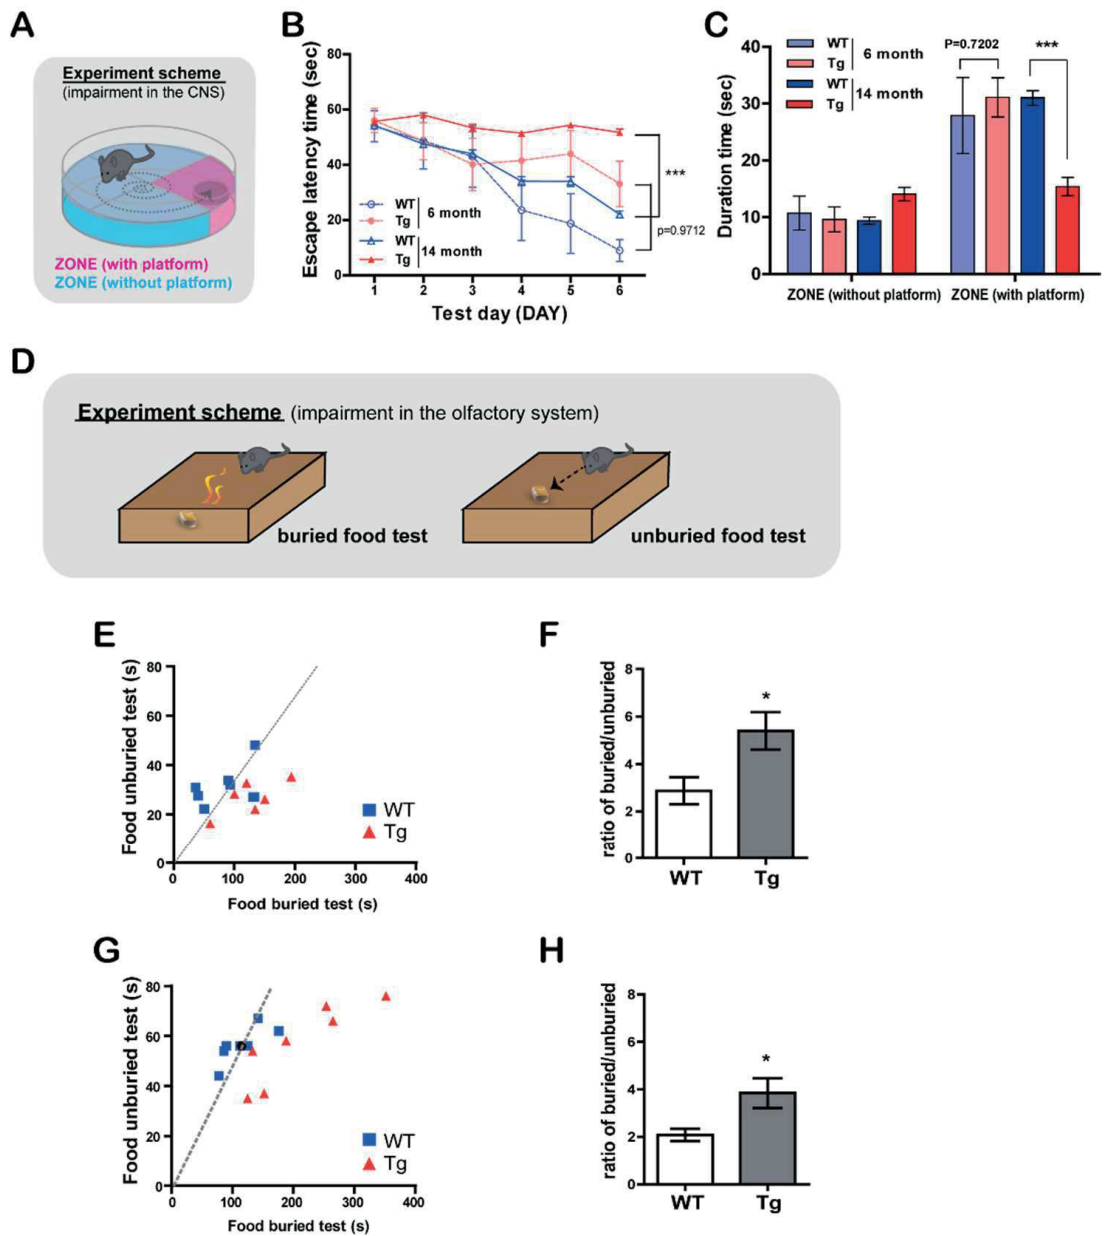 A
Experiment scheme
(impairment in the CNS)
ZONE (with platform)
ZONE (without platform)
B
Escape latency time (sec)
80
60
40
20
0
WT
Tg
6 month
WT
Tg
14 month
***
p=0.9712
1 2 3 4 5 6
Test day (DAY)
C
Duration time (sec)
40
30
20
10
0
WT
Tg
6 month
WT
Tg
14 month
P=0.7202
***
ZONE (without platform) ZONE (with platform)
D
Experiment scheme (impairment in the olfactory system)
buried food test
unburied food test
E
Food unburied test (s)
80
60
40
20
0
WT
Tg
0 100 200 300 400
Food buried test (s)
F
ratio of buried/unburied
8
6
4
2
0
*
WT Tg
G
Food unburied test (s)
80
60
40
20
0
WT
Tg
0 100 200 300 400
Food buried test (s)
H
ratio of buried/unburied
8
6
4
2
0
*
WT Tg